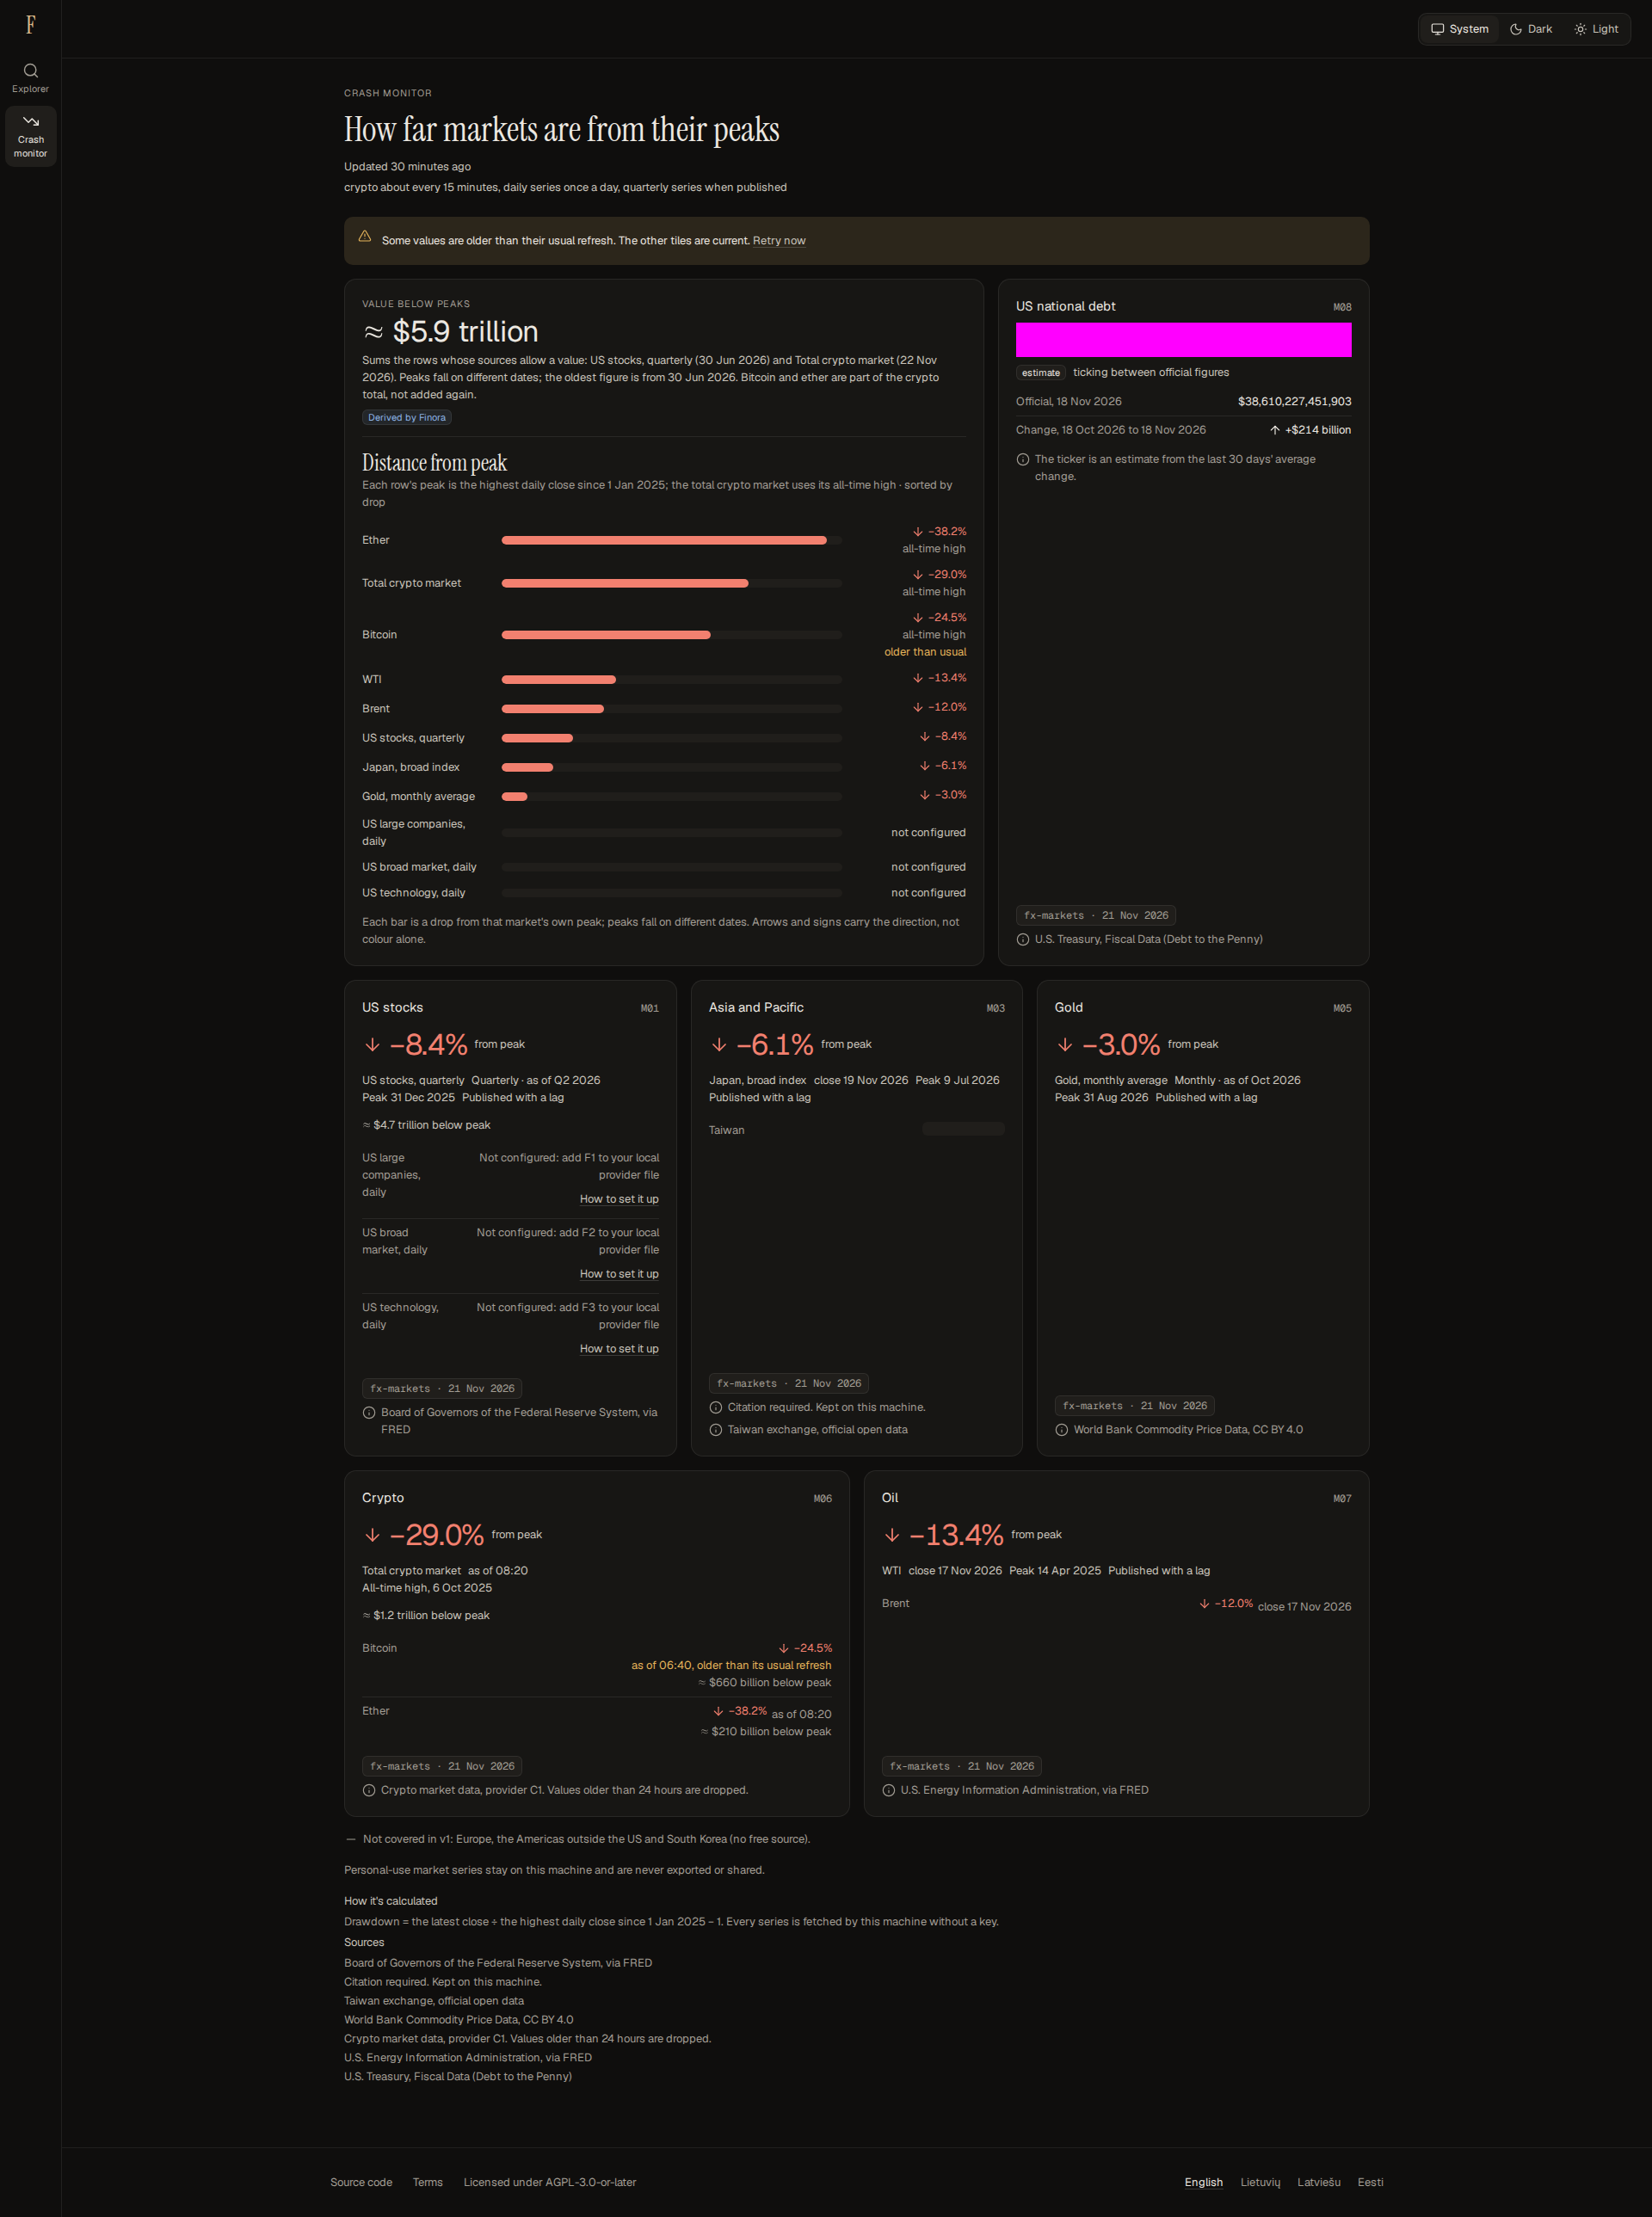 F
Explorer
Crash
monitor
System
Dark
Light
CRASH MONITOR
How far markets are from their peaks
Updated 30 minutes ago
crypto about every 15 minutes, daily series once a day, quarterly series when published
Some values are older than their usual refresh. The other tiles are current. Retry now
VALUE BELOW PEAKS
≈ $5.9 trillion
Sums the rows whose sources allow a value: US stocks, quarterly (30 Jun 2026) and Total crypto market (22 Nov
2026). Peaks fall on different dates; the oldest figure is from 30 Jun 2026. Bitcoin and ether are part of the crypto
total, not added again.
Derived by Finora
Distance from peak
Each row's peak is the highest daily close since 1 Jan 2025; the total crypto market uses its all-time high · sorted by
drop
Ether
↓ −38.2%
all-time high
Total crypto market
↓ −29.0%
all-time high
Bitcoin
↓ −24.5%
all-time high
older than usual
WTI
↓ −13.4%
Brent
↓ −12.0%
US stocks, quarterly
↓ −8.4%
Japan, broad index
↓ −6.1%
Gold, monthly average
↓ −3.0%
US large companies,
daily
not configured
US broad market, daily
not configured
US technology, daily
not configured
Each bar is a drop from that market's own peak; peaks fall on different dates. Arrows and signs carry the direction, not
colour alone.
US national debt
M08
estimate ticking between official figures
Official, 18 Nov 2026
$38,610,227,451,903
Change, 18 Oct 2026 to 18 Nov 2026
↑ +$214 billion
The ticker is an estimate from the last 30 days' average
change.
fx-markets · 21 Nov 2026
U.S. Treasury, Fiscal Data (Debt to the Penny)
US stocks
M01
↓ −8.4% from peak
US stocks, quarterly Quarterly · as of Q2 2026
Peak 31 Dec 2025 Published with a lag
≈ $4.7 trillion below peak
US large
companies,
daily
Not configured: add F1 to your local
provider file
How to set it up
US broad
market, daily
Not configured: add F2 to your local
provider file
How to set it up
US technology,
daily
Not configured: add F3 to your local
provider file
How to set it up
fx-markets · 21 Nov 2026
Board of Governors of the Federal Reserve System, via
FRED
Asia and Pacific
M03
↓ −6.1% from peak
Japan, broad index close 19 Nov 2026 Peak 9 Jul 2026
Published with a lag
Taiwan
fx-markets · 21 Nov 2026
Citation required. Kept on this machine.
Taiwan exchange, official open data
Gold
M05
↓ −3.0% from peak
Gold, monthly average Monthly · as of Oct 2026
Peak 31 Aug 2026 Published with a lag
fx-markets · 21 Nov 2026
World Bank Commodity Price Data, CC BY 4.0
Crypto
M06
↓ −29.0% from peak
Total crypto market as of 08:20
All-time high, 6 Oct 2025
≈ $1.2 trillion below peak
Bitcoin
↓ −24.5%
as of 06:40, older than its usual refresh
≈ $660 billion below peak
Ether
↓ −38.2% as of 08:20
≈ $210 billion below peak
fx-markets · 21 Nov 2026
Crypto market data, provider C1. Values older than 24 hours are dropped.
Oil
M07
↓ −13.4% from peak
WTI close 17 Nov 2026 Peak 14 Apr 2025 Published with a lag
Brent
↓ −12.0% close 17 Nov 2026
fx-markets · 21 Nov 2026
U.S. Energy Information Administration, via FRED
— Not covered in v1: Europe, the Americas outside the US and South Korea (no free source).
Personal-use market series stay on this machine and are never exported or shared.
How it's calculated
Drawdown = the latest close ÷ the highest daily close since 1 Jan 2025 − 1. Every series is fetched by this machine without a key.
Sources
Board of Governors of the Federal Reserve System, via FRED
Citation required. Kept on this machine.
Taiwan exchange, official open data
World Bank Commodity Price Data, CC BY 4.0
Crypto market data, provider C1. Values older than 24 hours are dropped.
U.S. Energy Information Administration, via FRED
U.S. Treasury, Fiscal Data (Debt to the Penny)
Source code
Terms
Licensed under AGPL-3.0-or-later
English
Lietuvių
Latviešu
Eesti